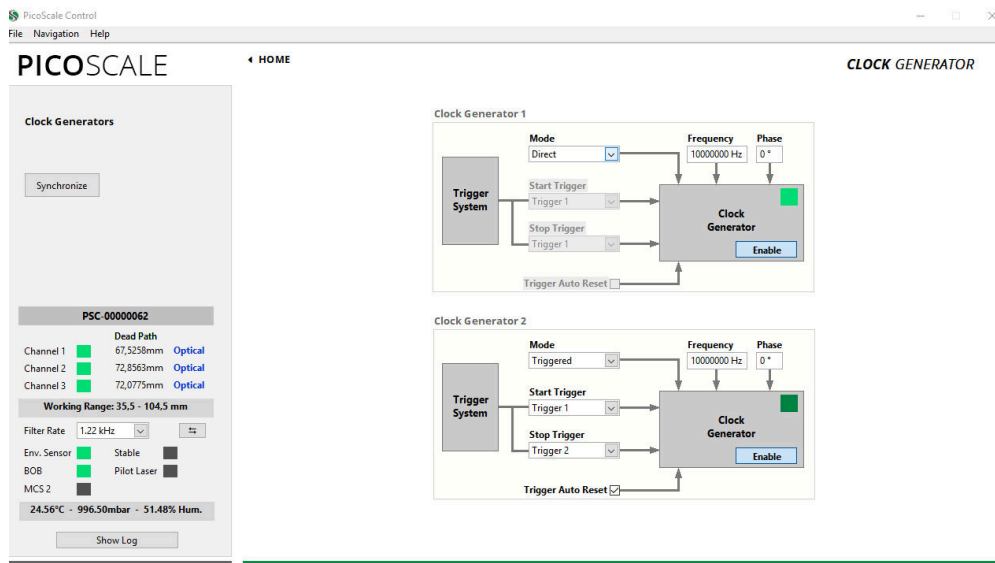 PicoScale Control
File Navigation Help
PICOSCALE
HOME
CLOCK GENERATOR
Clock Generators
Synchronize
PSC-00000062
Dead Path
Channel 1 67,5258mm Optical
Channel 2 72,8563mm Optical
Channel 3 72,0775mm Optical
Working Range: 35,5 - 104,5 mm
Filter Rate 1.22 kHz
Env. Sensor Stable
BOB Pilot Laser
MCS 2
24.56°C - 996.50mbar - 51.48% Hum.
Show Log
Clock Generator 1
Mode Frequency Phase
Direct 10000000 Hz 0 °
Trigger System
Start Trigger
Trigger 1
Stop Trigger
Trigger 1
Clock
Generator
Enable
Trigger Auto Reset
Clock Generator 2
Mode Frequency Phase
Triggered 10000000 Hz 0 °
Trigger System
Start Trigger
Trigger 1
Stop Trigger
Trigger 2
Clock
Generator
Enable
Trigger Auto Reset